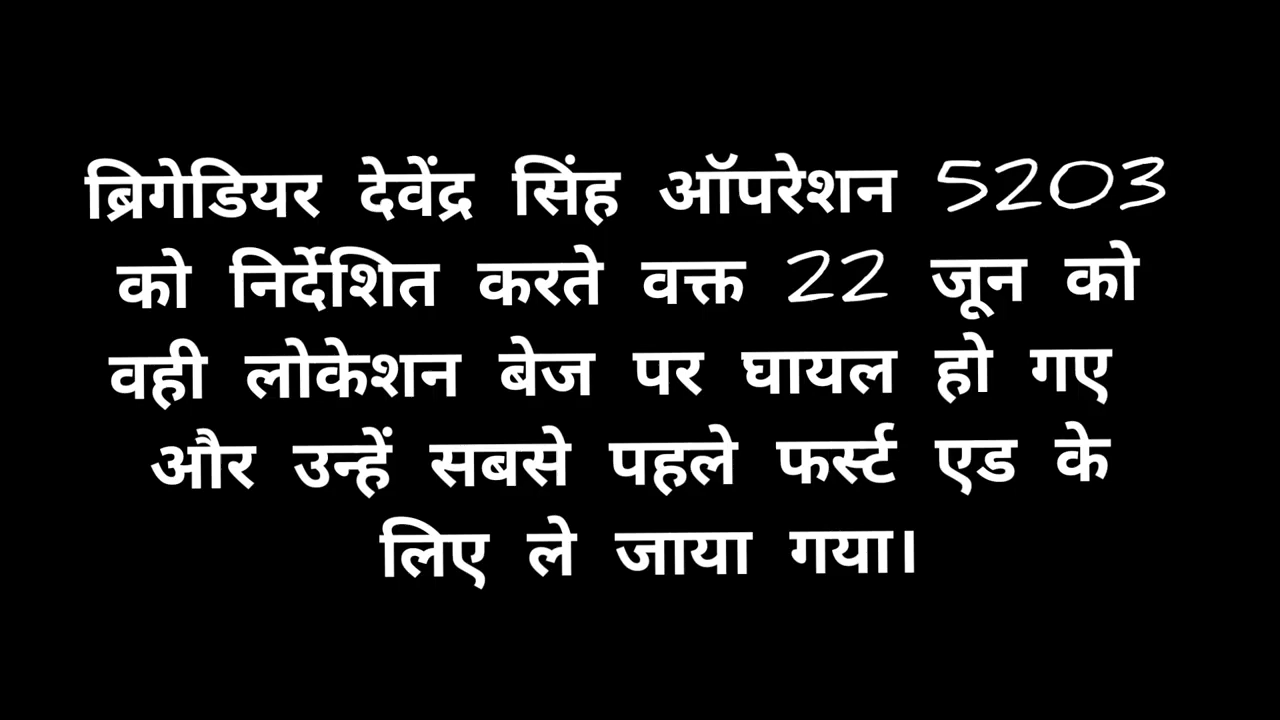 ब्रिगेडियर देवेंद्र सिंह ऑपरेशन 5203
को निर्देशित करते वक्त 22 जून को
वही लोकेशन बेज पर घायल हो गए
और उन्हें सबसे पहले फर्स्ट एड के
लिए ले जाया गया।